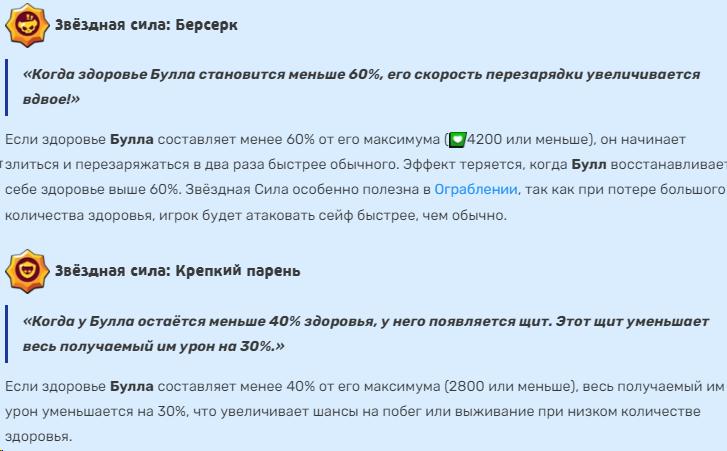 Звёздная сила: Берсерк
«Когда здоровье Булла становится меньше 60%, его скорость перезарядки увеличивается
вдвое!»
Если здоровье Булла составляет менее 60% от его максимума (4200 или меньше), он начинает
злиться и перезаряжаться в два раза быстрее обычного. Эффект теряется, когда Булл восстанавливает
себе здоровье выше 60%. Звёздная Сила особенно полезна в Ограблении, так как при потере большого
количества здоровья, игрок будет атаковать сейф быстрее, чем обычно.
Звёздная сила: Крепкий парень
«Когда у Булла остаётся меньше 40% здоровья, у него появляется щит. Этот щит уменьшает
весь получаемый им урон на 30%.»
Если здоровье Булла составляет менее 40% от его максимума (2800 или меньше), весь получаемый им
урон уменьшается на 30%, что увеличивает шансы на побег или выживание при низком количестве
здоровья.